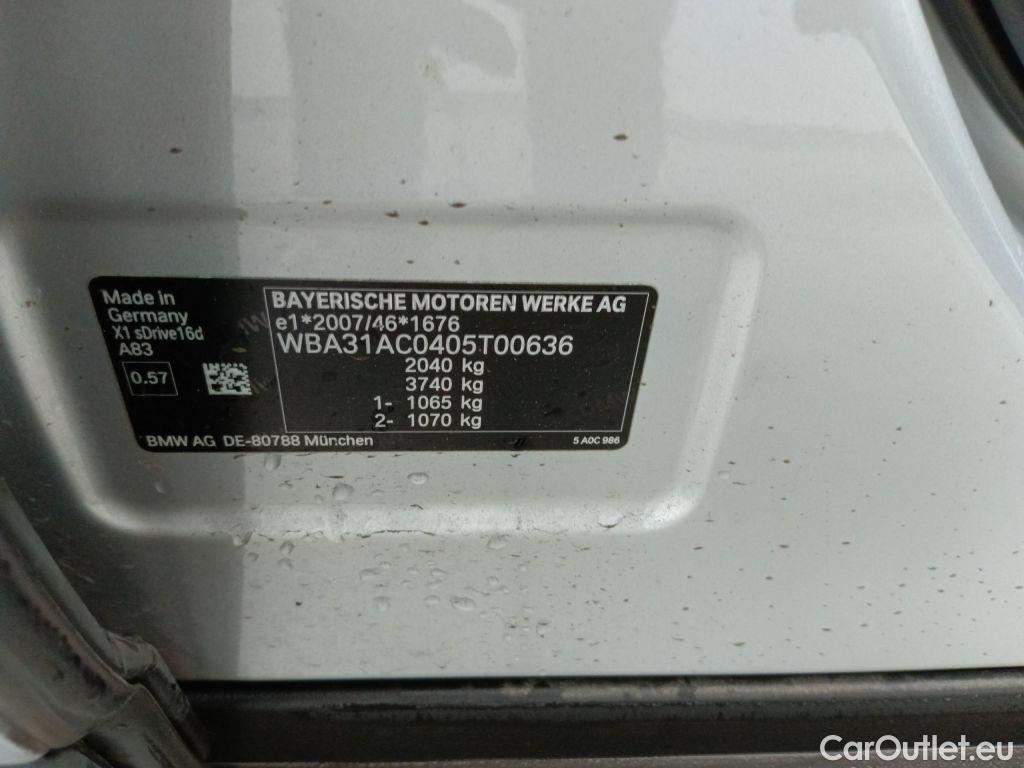 Made in
Germany
X1 sDrive16d
A83
0.57
BAYERISCHE MOTOREN WERKE AG
e1*2007/46*1676
WBA31AC0405T00636
2040 kg
3740 kg
1- 1065 kg
2- 1070 kg
BMW AG DE-80788 München
5 A0C 986
CarOutlet.eu